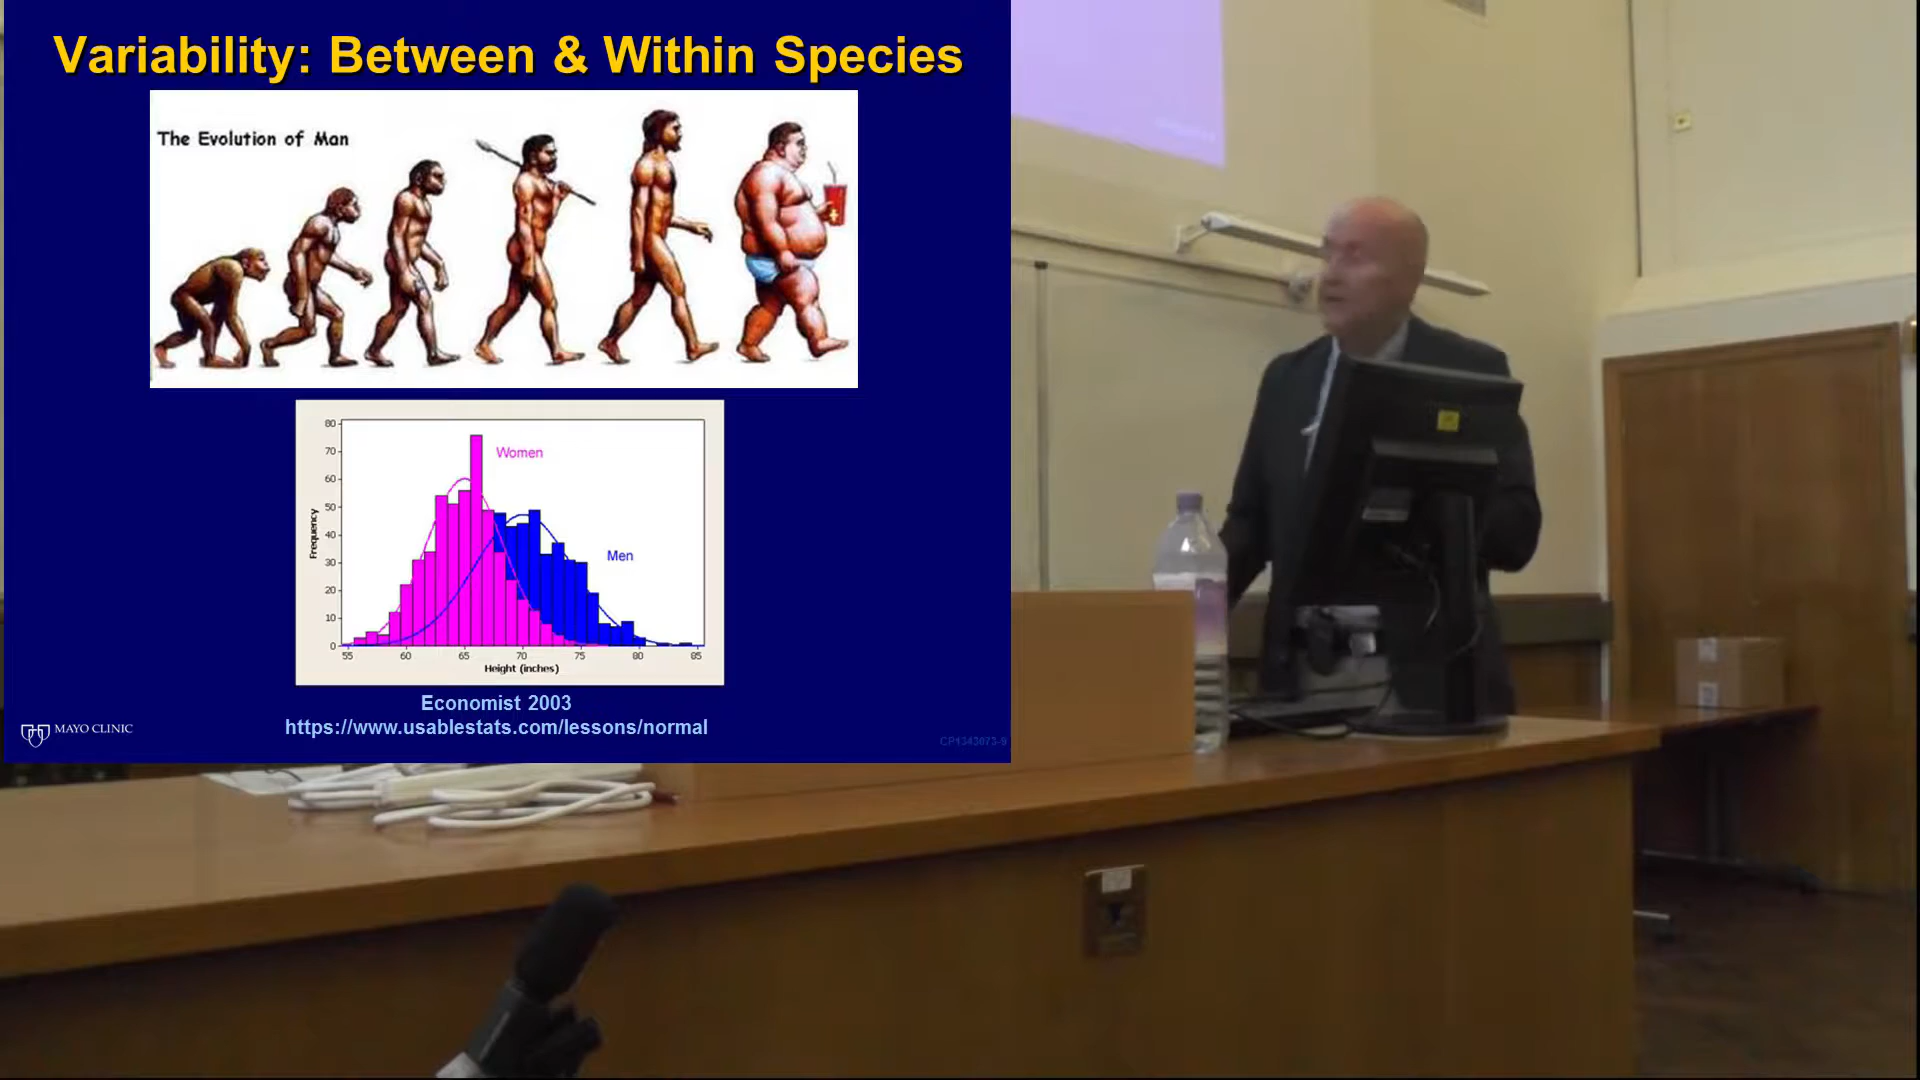 Variability: Between & Within Species
The Evolution of Man
80
70
60
50
40
30
20
10
0
Frequency
Women
Men
55 60 65 70 75 80 85
Height (inches)
Economist 2003
https://www.usablestats.com/lessons/normal
MAYO CLINIC
CP1343073-9